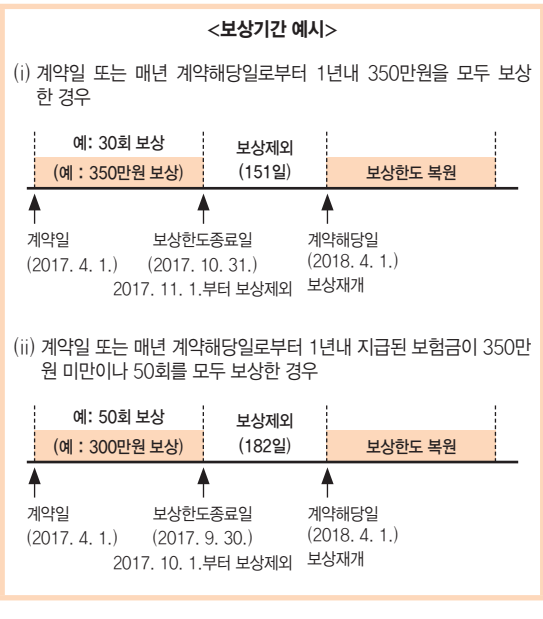 <보상기간 예시>
(i) 계약일 또는 매년 계약해당일로부터 1년내 350만원을 모두 보상
한 경우
예: 30회 보상
(예 : 350만원 보상)
보상제외
(151일)
보상한도 복원
계약일
(2017. 4. 1.)
보상한도종료일
(2017. 10. 31.)
2017. 11. 1.부터 보상제외
계약해당일
(2018. 4. 1.)
보상재개
(ii) 계약일 또는 매년 계약해당일로부터 1년내 지급된 보험금이 350만
원 미만이나 50회를 모두 보상한 경우
예: 50회 보상
(예 : 300만원 보상)
보상제외
(182일)
보상한도 복원
계약일
(2017. 4. 1.)
보상한도종료일
(2017. 9. 30.)
2017. 10. 1.부터 보상제외
계약해당일
(2018. 4. 1.)
보상재개